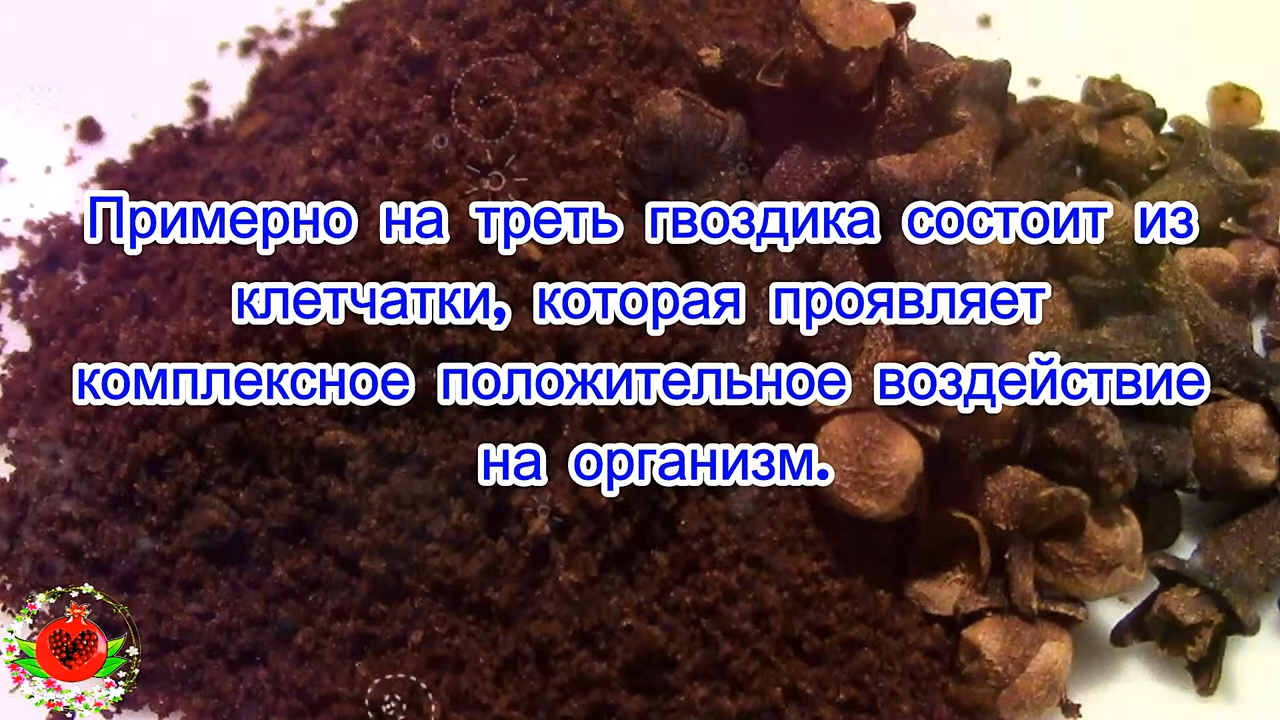 Примерно на треть гвоздика состоит из
клетчатки, которая проявляет
комплексное положительное воздействие
на организм.